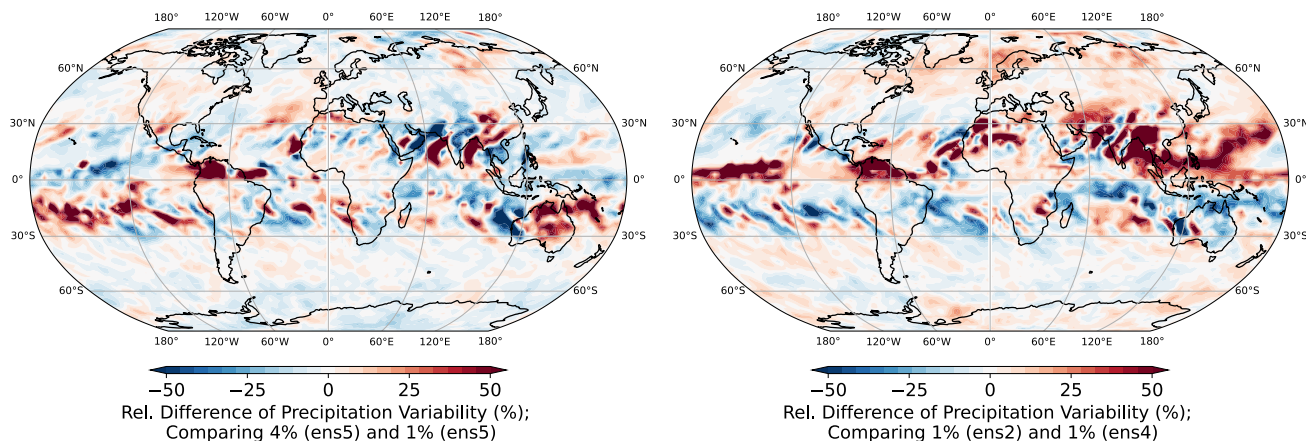 180° 120°W 60°W 0° 60°E 120°E 180°
60°N 60°N
30°N 30°N
0° 0°
30°S 30°S
60°S 60°S
180° 120°W 60°W 0° 60°E 120°E 180°
−50 −25 0 25 50
Rel. Difference of Precipitation Variability (%);
Comparing 4% (ens5) and 1% (ens5)
180° 120°W 60°W 0° 60°E 120°E 180°
60°N 60°N
30°N 30°N
0° 0°
30°S 30°S
60°S 60°S
180° 120°W 60°W 0° 60°E 120°E 180°
−50 −25 0 25 50
Rel. Difference of Precipitation Variability (%);
Comparing 1% (ens2) and 1% (ens4)